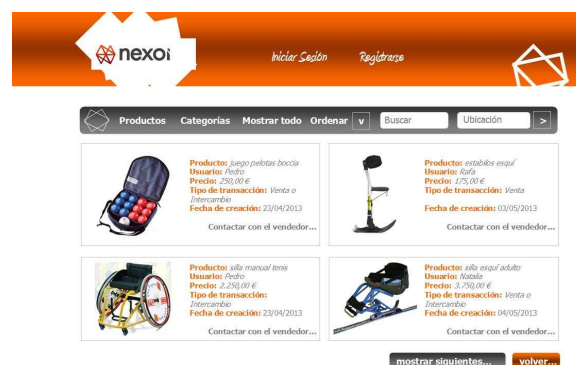 nexoi
Iniciar Sesión
Registrarse
Productos
Categorías
Mostrar todo
Ordenar
v
Buscar
Ubicación
>
Producto: juego pelotas boccia
Usuario: Pedro
Precio: 250,00 €
Tipo de transacción: Venta o
Intercambio
Fecha de creación: 23/04/2013
Contactar con el vendedor...
Producto: estabilos esquí
Usuario: Rafa
Precio: 175,00 €
Tipo de transacción: Venta
Fecha de creación: 03/05/2013
Contactar con el vendedor...
Producto: silla manual tenis
Usuario: Pedro
Precio: 2.250,00 €
Tipo de transacción:
Intercambio
Fecha de creación: 23/04/2013
Contactar con el vendedor...
Producto: silla esquí adulto
Usuario: Natalia
Precio: 3.750,00 €
Tipo de transacción: Venta o
Intercambio
Fecha de creación: 04/05/2013
Contactar con el vendedor...
mostrar siguientes...
volver...